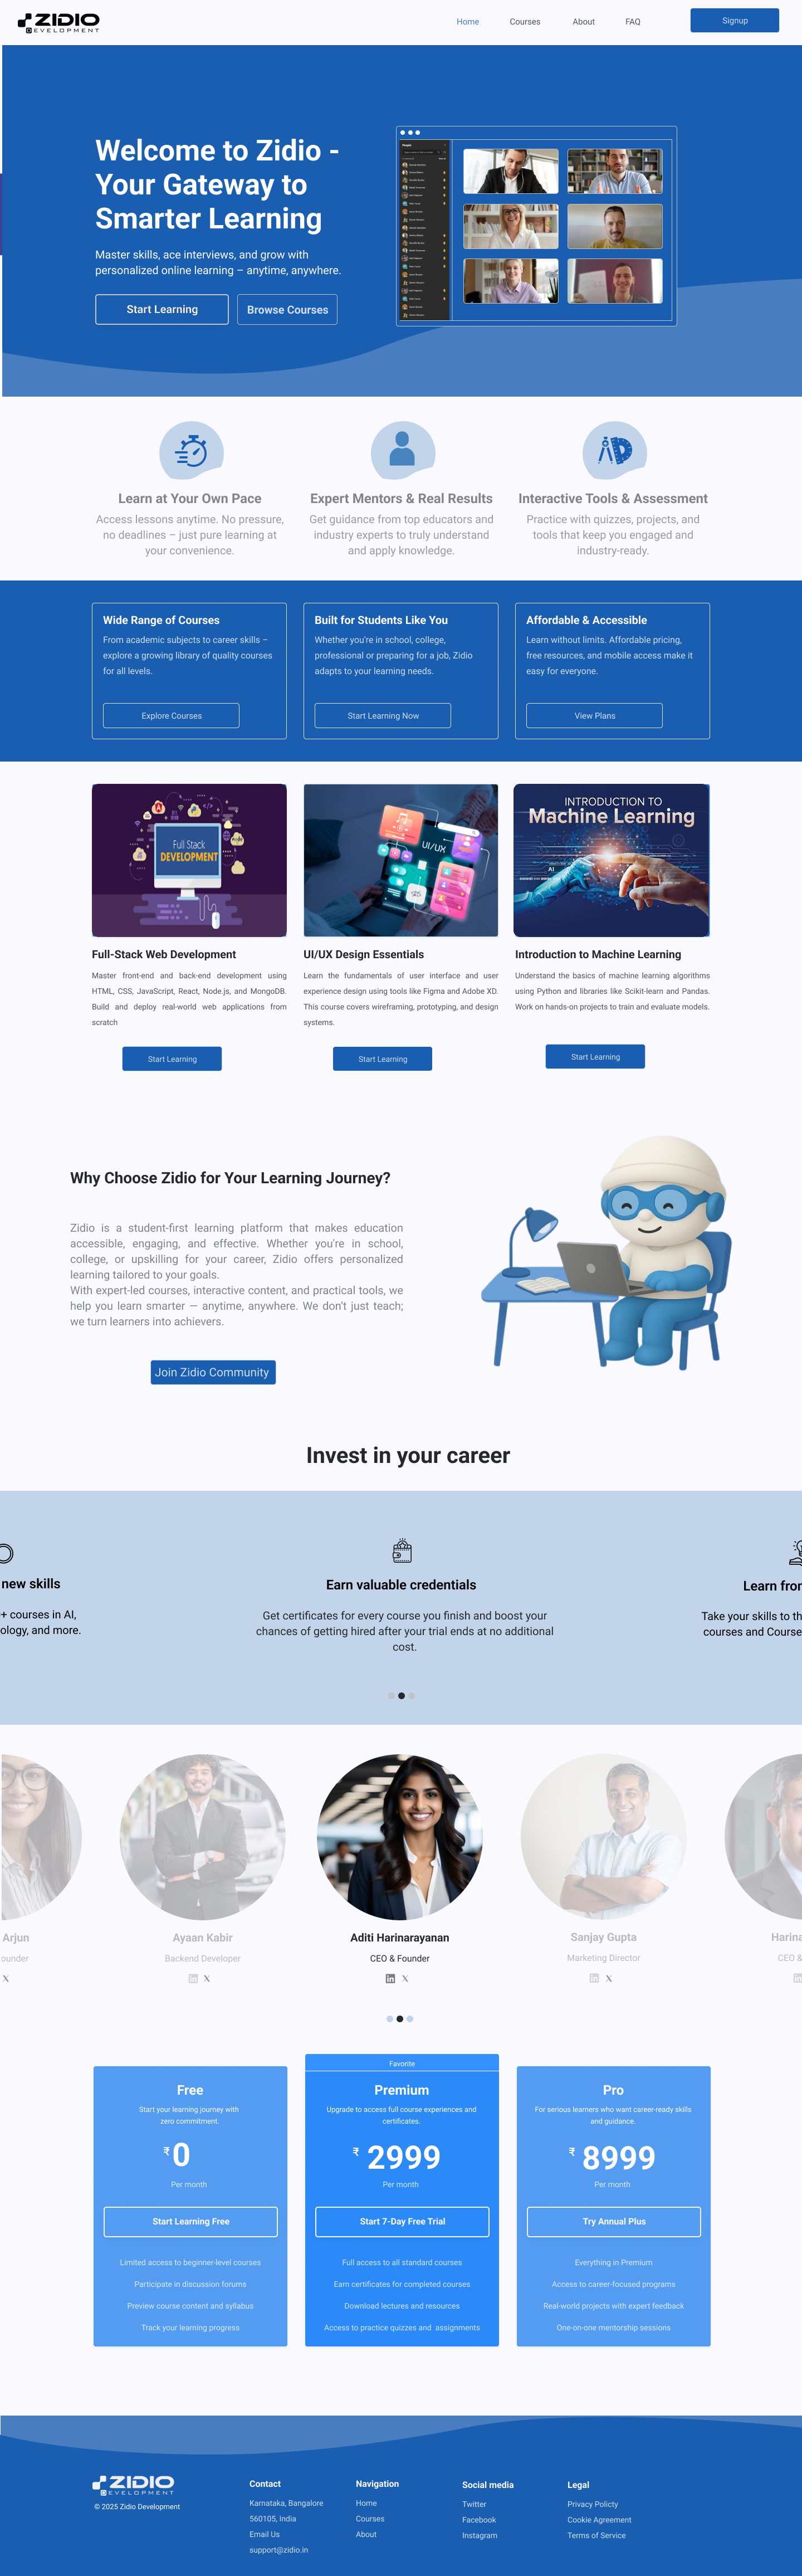 ZIDIO
DEVELOPMENT
Home
Courses
About
FAQ
Signup
Welcome to Zidio -
Your Gateway to
Smarter Learning
Master skills, ace interviews, and grow with
personalized online learning – anytime, anywhere.
Start Learning
Browse Courses
People
Learn at Your Own Pace
Access lessons anytime. No pressure,
no deadlines – just pure learning at
your convenience.
Expert Mentors & Real Results
Get guidance from top educators and
industry experts to truly understand
and apply knowledge.
Interactive Tools & Assessment
Practice with quizzes, projects, and
tools that keep you engaged and
industry-ready.
Wide Range of Courses
From academic subjects to career skills –
explore a growing library of quality courses
for all levels.
Explore Courses
Built for Students Like You
Whether you're in school, college,
professional or preparing for a job, Zidio
adapts to your learning needs.
Start Learning Now
Affordable & Accessible
Learn without limits. Affordable pricing,
free resources, and mobile access make it
easy for everyone.
View Plans
Full Stack
DEVELOPMENT
UI/UX
INTRODUCTION TO
Machine Learning
AI
Full-Stack Web Development
Master front-end and back-end development using
HTML, CSS, JavaScript, React, Node.js, and MongoDB.
Build and deploy real-world web applications from
scratch
Start Learning
UI/UX Design Essentials
Learn the fundamentals of user interface and user
experience design using tools like Figma and Adobe XD.
This course covers wireframing, prototyping, and design
systems.
Start Learning
Introduction to Machine Learning
Understand the basics of machine learning algorithms
using Python and libraries like Scikit-learn and Pandas.
Work on hands-on projects to train and evaluate models.
Start Learning
Why Choose Zidio for Your Learning Journey?
Zidio is a student-first learning platform that makes education
accessible, engaging, and effective. Whether you're in school,
college, or upskilling for your career, Zidio offers personalized
learning tailored to your goals.
With expert-led courses, interactive content, and practical tools, we
help you learn smarter — anytime, anywhere. We don't just teach;
we turn learners into achievers.
Join Zidio Community
Invest in your career
new skills
+ courses in AI,
ology, and more.
Earn valuable credentials
Get certificates for every course you finish and boost your
chances of getting hired after your trial ends at no additional
cost.
Learn fror
Take your skills to th
courses and Course
Arjun
ounder
X
Ayaan Kabir
Backend Developer
in X
Aditi Harinarayanan
CEO & Founder
in X
Sanjay Gupta
Marketing Director
in X
Harina
CEO &
in
Free
Start your learning journey with
zero commitment.
₹ 0
Per month
Start Learning Free
Limited access to beginner-level courses
Participate in discussion forums
Preview course content and syllabus
Track your learning progress
Favorite
Premium
Upgrade to access full course experiences and
certificates.
₹ 2999
Per month
Start 7-Day Free Trial
Full access to all standard courses
Earn certificates for completed courses
Download lectures and resources
Access to practice quizzes and assignments
Pro
For serious learners who want career-ready skills
and guidance.
₹ 8999
Per month
Try Annual Plus
Everything in Premium
Access to career-focused programs
Real-world projects with expert feedback
One-on-one mentorship sessions
ZIDIO
DEVELOPMENT
© 2025 Zidio Development
Contact
Karnataka, Bangalore
560105, India
Email Us
support@zidio.in
Navigation
Home
Courses
About
Social media
Twitter
Facebook
Instagram
Legal
Privacy Policty
Cookie Agreement
Terms of Service